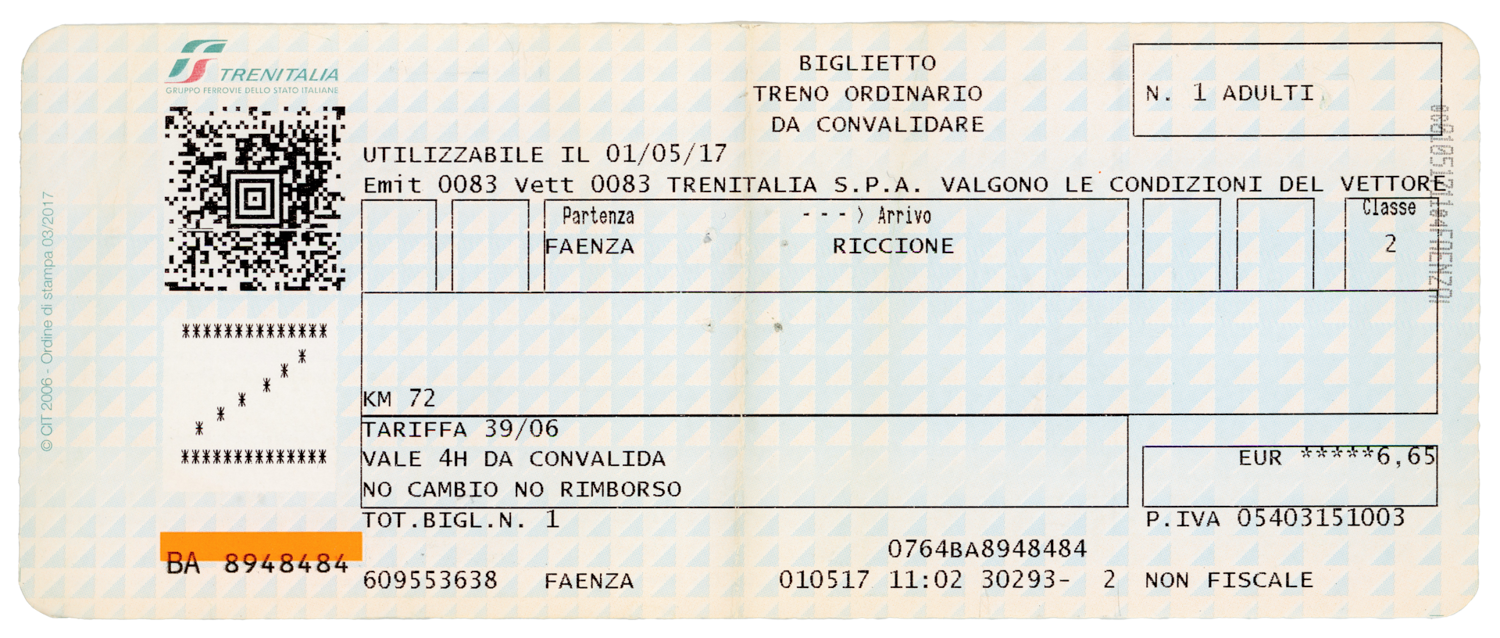 TRENITALIA
GRUPPO FERROVIE DELLO STATO ITALIANE
BIGLIETTO
TRENO ORDINARIO
DA CONVALIDARE
N. 1 ADULTI
UTILIZZABILE IL 01/05/17
Emit 0083 Vett 0083 TRENITALIA S.P.A. VALGONO LE CONDIZIONI DEL VETTORE
Partenza ---) Arrivo Classe
FAENZA RICCIONE 2
**************
*
*
*
*
*
*
**************
KM 72
TARIFFA 39/06
VALE 4H DA CONVALIDA
NO CAMBIO NO RIMBORSO
EUR *****6,65
TOT.BIGL.N. 1
P.IVA 05403151003
0764BA8948484
BA 8948484
609553638 FAENZA 010517 11:02 30293- 2 NON FISCALE
© CIT 2006 - Ordine di stampa 03/2017